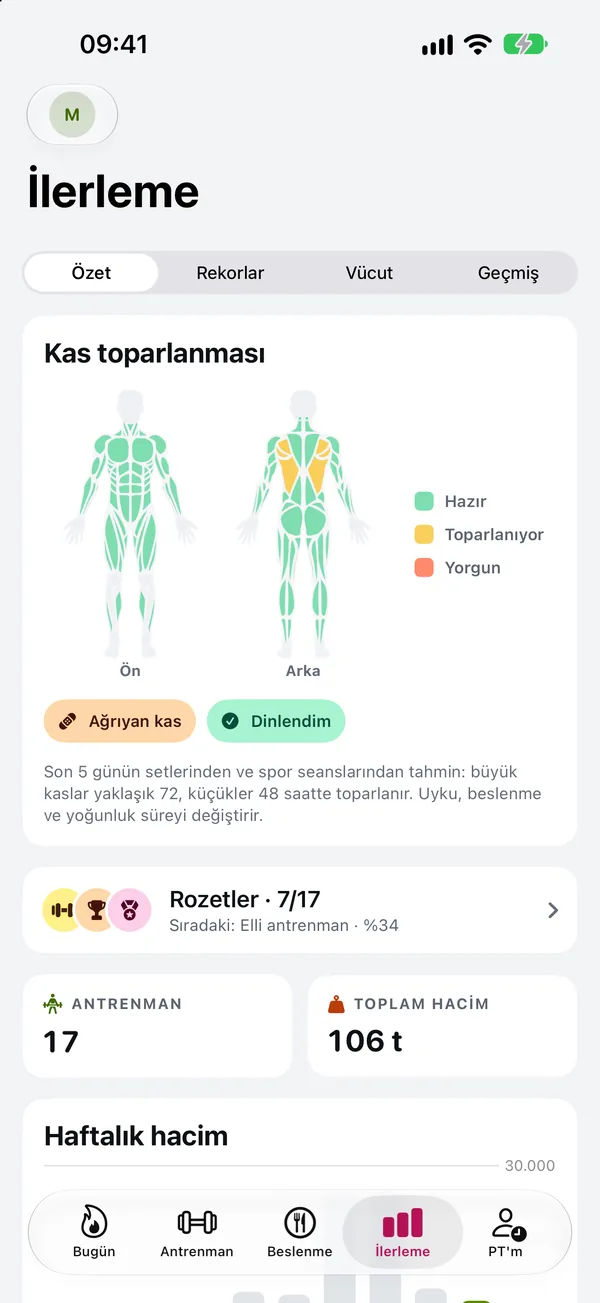 09:41
M
İlerleme
Özet
Rekorlar
Vücut
Geçmiş
Kas toparlanması
Hazır
Toparlanıyor
Yorgun
Ön
Arka
Ağrıyan kas
Dinlendim
Son 5 günün setlerinden ve spor seanslarından tahmin: büyük
kaslar yaklaşık 72, küçükler 48 saatte toparlanır. Uyku, beslenme
ve yoğunluk süreyi değiştirir.
Rozetler · 7/17
Sıradaki: Elli antrenman · %34
ANTRENMAN
17
TOPLAM HACİM
106 t
Haftalık hacim
30.000
Bugün
Antrenman
Beslenme
İlerleme
PT'm